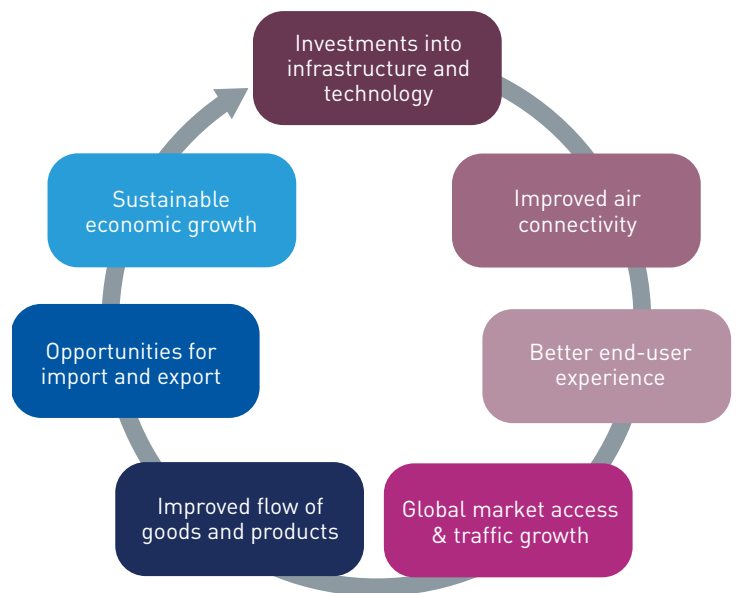 Investments into
infrastructure and
technology
Improved air
connectivity
Better end-user
experience
Global market access
& traffic growth
Improved flow of
goods and products
Opportunities for
import and export
Sustainable
economic growth